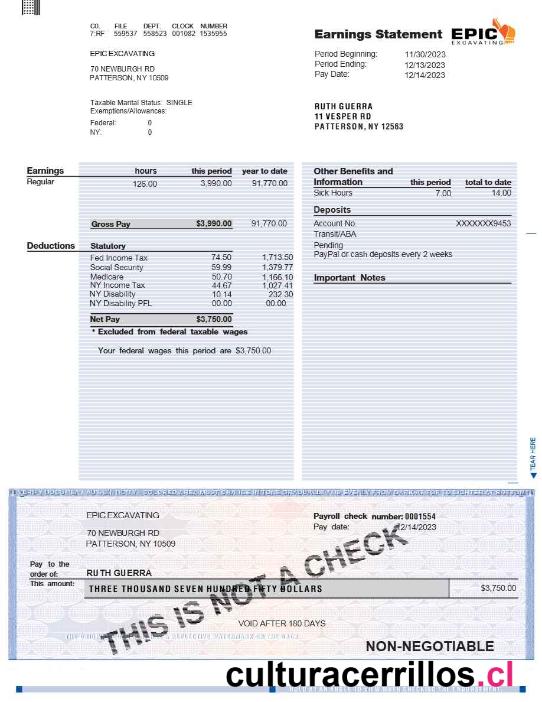 CO. FILE DEPT. CLOCK NUMBER
7:RF 559537 558523 001082 1535955
Earnings Statement EPIC
EXCAVATING
EPIC EXCAVATING
70 NEWBURGH RD
PATTERSON, NY 10509
Period Beginning: 11/30/2023
Period Ending: 12/13/2023
Pay Date: 12/14/2023
Taxable Marital Status: SINGLE
Exemptions/Allowances:
Federal: 0
NY: 0
RUTH GUERRA
11 VESPER RD
PATTERSON, NY 12563
Earnings hours this period year to date
Regular 126.00 3,990.00 91,770.00
Gross Pay $3,990.00 91,770.00
Deductions Statutory
Fed Income Tax 74.50 1,713.50
Social Security 59.99 1,379.77
Medicare 50.70 1,166.10
NY Income Tax 44.67 1,027.41
NY Disability 10.14 232.30
NY Disability PFL 00.00 00.00
Net Pay $3,750.00
* Excluded from federal taxable wages
Your federal wages this period are $3,750.00
Other Benefits and
Information this period total to date
Sick Hours 7.00 14.00
Deposits
Account No. XXXXXXX9453
Transit/ABA
Pending
PayPal or cash deposits every 2 weeks
Important Notes
TEAR HERE
EPIC EXCAVATING
70 NEWBURGH RD
PATTERSON, NY 10509
Payroll check number: 0001554
Pay date: 12/14/2023
Pay to the
order of: RUTH GUERRA
This amount: THREE THOUSAND SEVEN HUNDRED FIFTY DOLLARS $3,750.00
THIS IS NOT A CHECK
VOID AFTER 180 DAYS
NON-NEGOTIABLE
culturacerrillos.cl